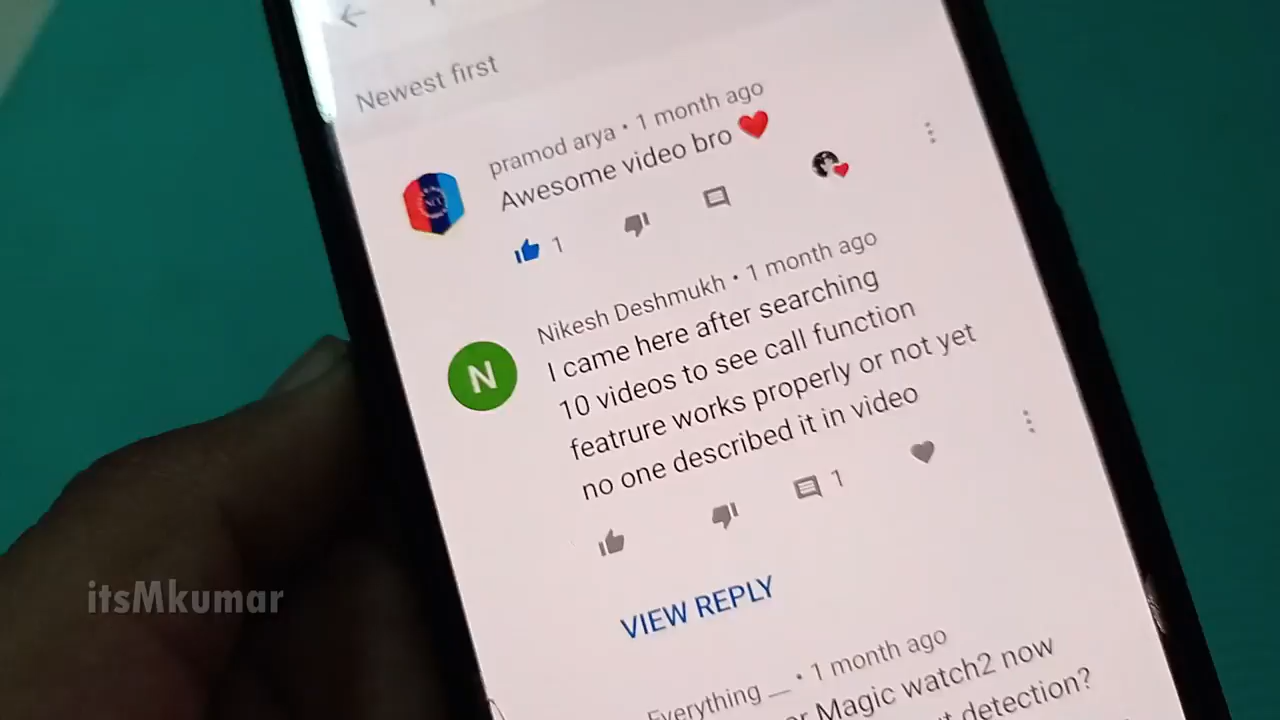 Newest first
pramod arya • 1 month ago
Awesome video bro ❤️
1
Nikesh Deshmukh • 1 month ago
N
I came here after searching
10 videos to see call function
featrure works properly or not yet
no one described it in video
1
VIEW REPLY
itsMkumar
Everything __ • 1 month ago
Magic watch2 now
detection?